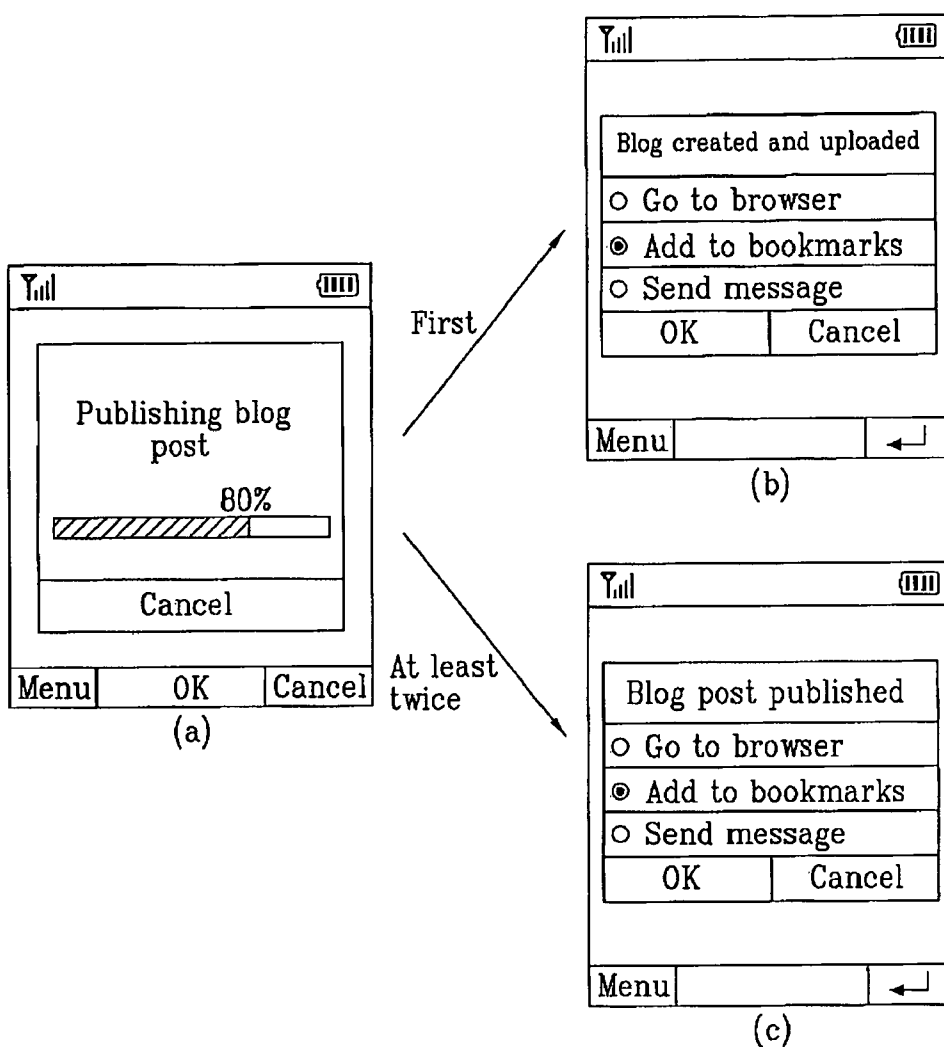 Publishing blog
post
80%
Cancel
Menu OK Cancel
(a)
First
At least
twice
Blog created and uploaded
Go to browser
Add to bookmarks
Send message
OK Cancel
Menu
(b)
Blog post published
Go to browser
Add to bookmarks
Send message
OK Cancel
Menu
(c)